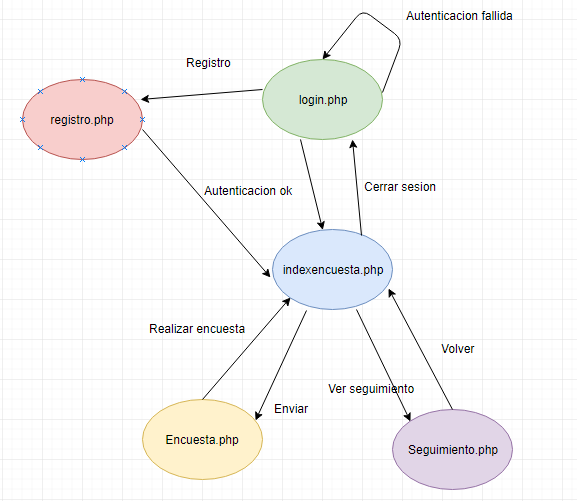 Autenticacion fallida
Registro
login.php
registro.php
Autenticacion ok
Cerrar sesion
indexencuesta.php
Realizar encuesta
Volver
Ver seguimiento
Enviar
Encuesta.php
Seguimiento.php